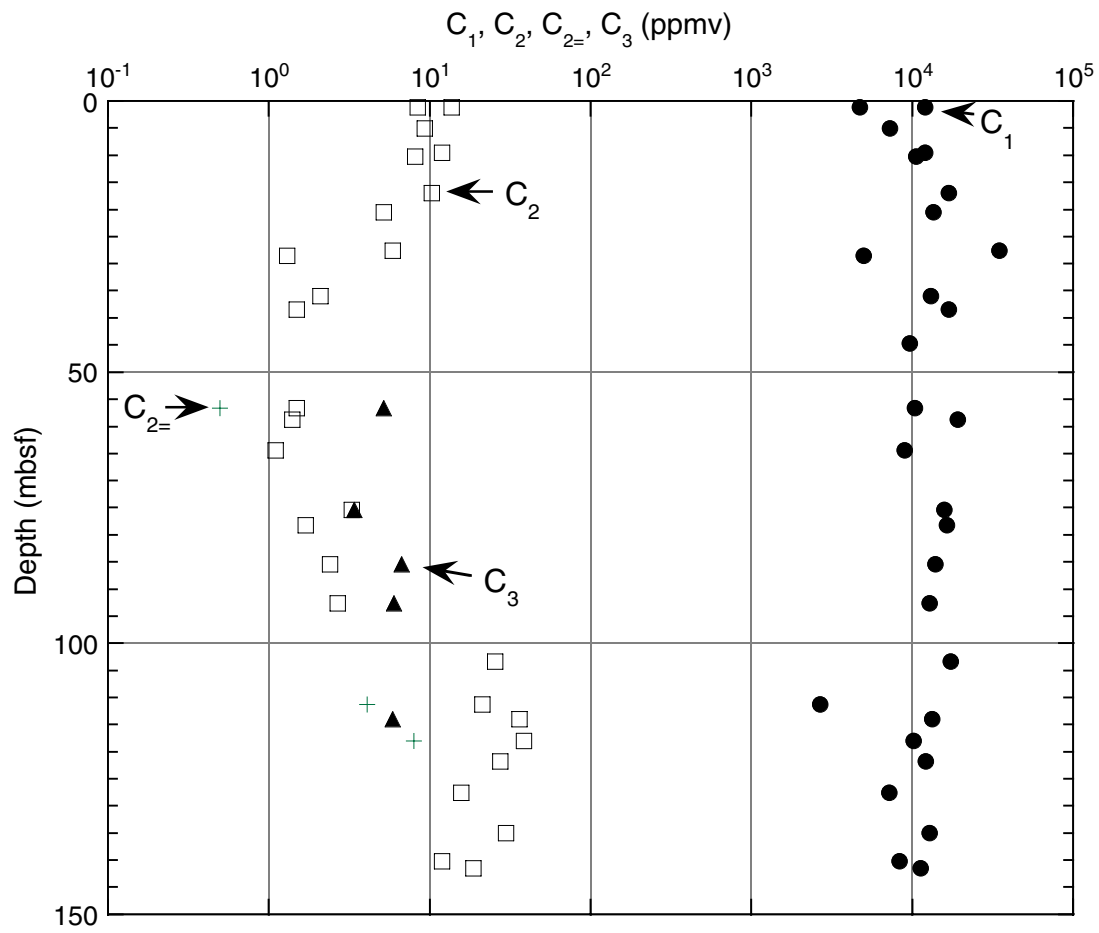 C₁, C₂, C₂₌, C₃ (ppmv)
10⁻¹ 10⁰ 10¹ 10² 10³ 10⁴ 10⁵
0
C₁
C₂
50
C₂₌
Depth (mbsf)
C₃
100
150